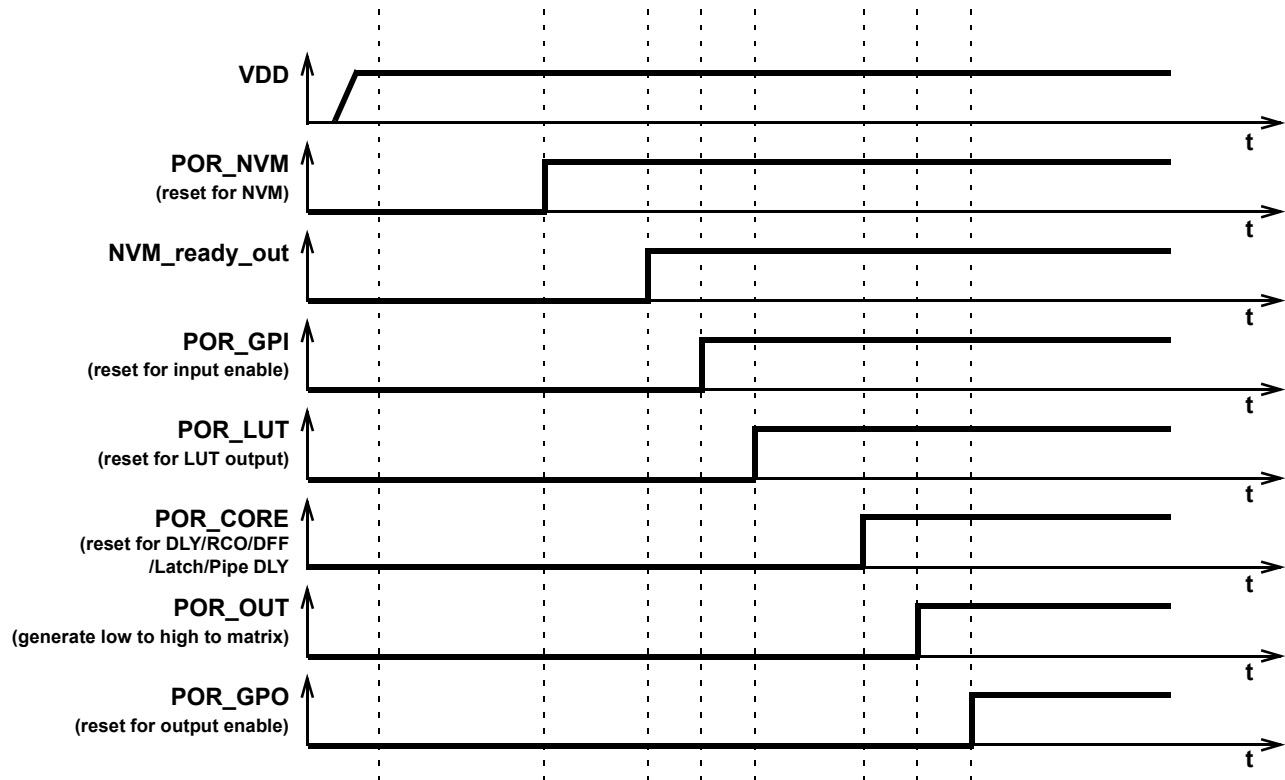 VDD
t
POR_NVM
(reset for NVM)
t
NVM_ready_out
t
POR_GPI
(reset for input enable)
t
POR_LUT
(reset for LUT output)
t
POR_CORE
(reset for DLY/RCO/DFF
/Latch/Pipe DLY
t
POR_OUT
(generate low to high to matrix)
t
POR_GPO
(reset for output enable)
t